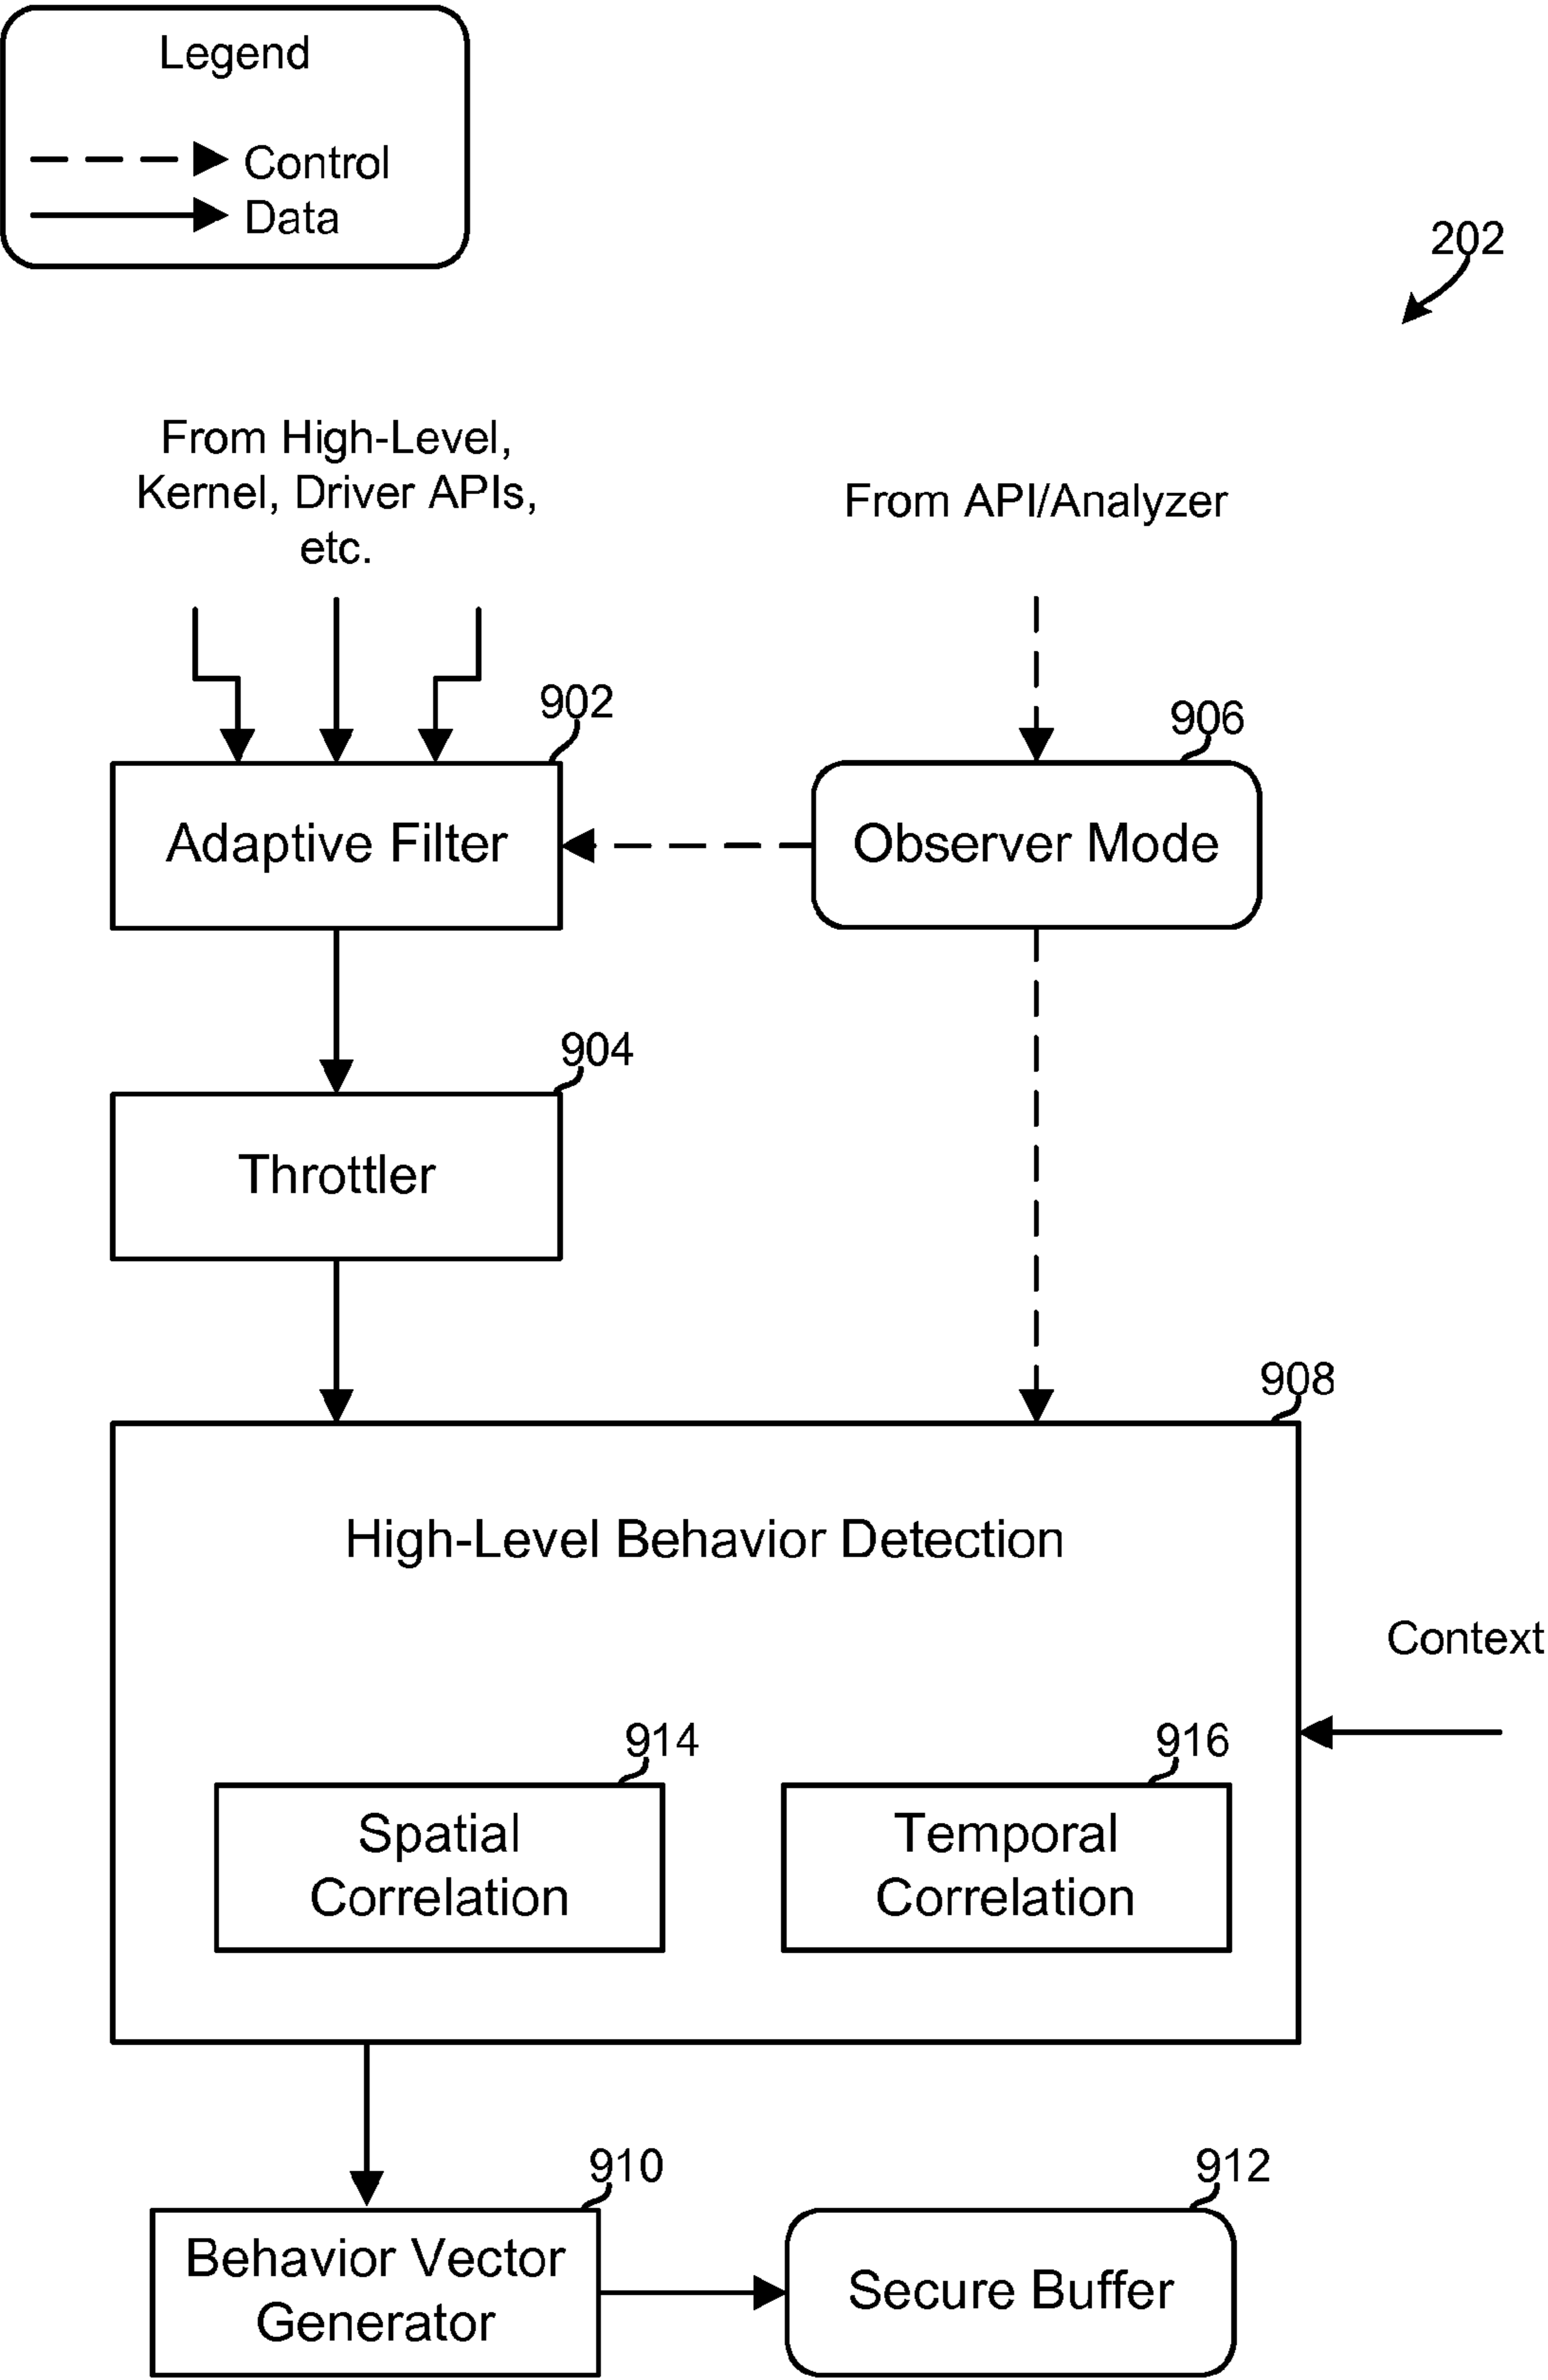 Legend
Control
Data
202
From High-Level,
Kernel, Driver APIs,
etc.
From API/Analyzer
902
906
Adaptive Filter
Observer Mode
904
Throttler
908
High-Level Behavior Detection
Context
914
916
Spatial
Correlation
Temporal
Correlation
910
912
Behavior Vector
Generator
Secure Buffer